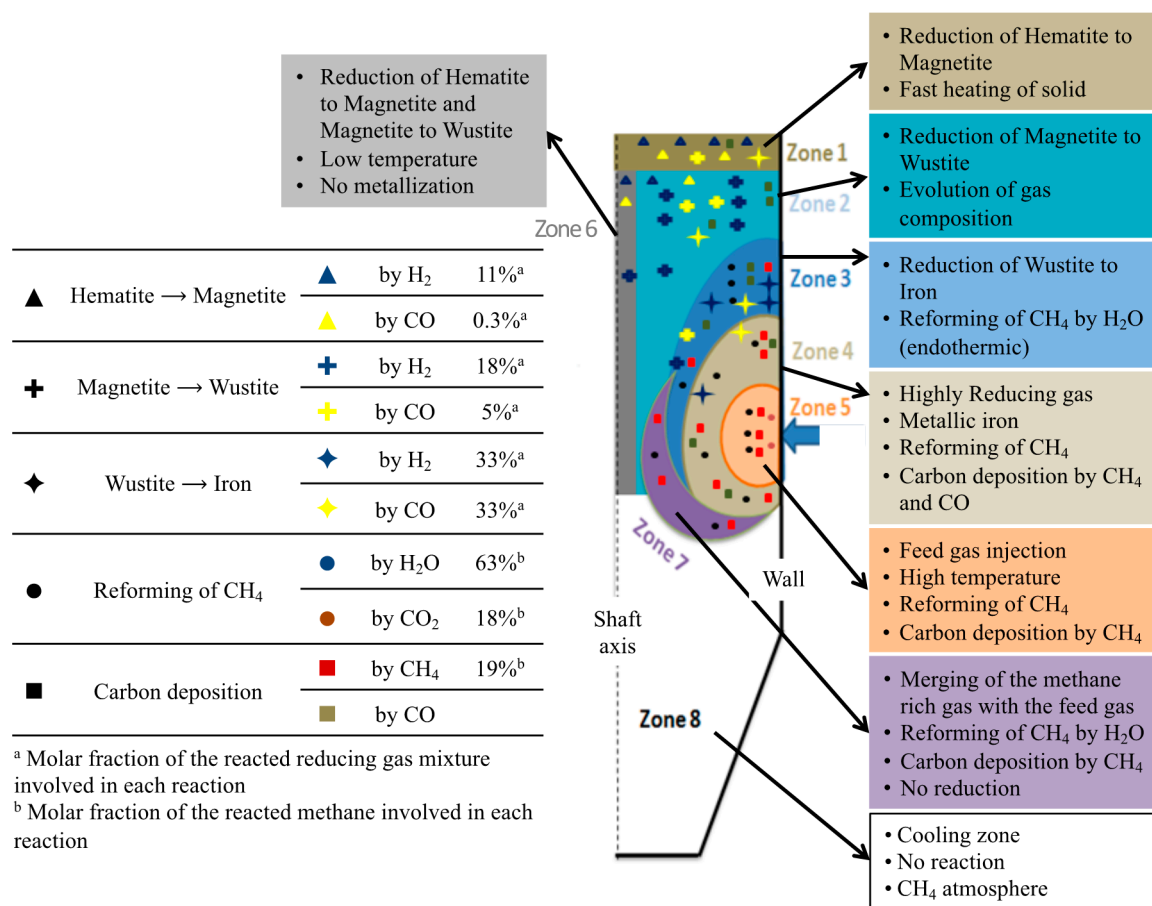 • Reduction of Hematite
to Magnetite and
Magnetite to Wustite
• Low temperature
• No metallization
Zone 6
▲ Hematite → Magnetite
by H₂ 11%ᵃ
by CO 0.3%ᵃ
Magnetite → Wustite
by H₂ 18%ᵃ
by CO 5%ᵃ
Wustite → Iron
by H₂ 33%ᵃ
by CO 33%ᵃ
Reforming of CH₄
by H₂O 63%ᵇ
by CO₂ 18%ᵇ
Carbon deposition
by CH₄ 19%ᵇ
by CO
ᵃ Molar fraction of the reacted reducing gas mixture
involved in each reaction
ᵇ Molar fraction of the reacted methane involved in each
reaction
Zone 1
Zone 2
Zone 3
Zone 4
Zone 5
Zone 7
Wall
Shaft
axis
Zone 8
• Reduction of Hematite to
Magnetite
• Fast heating of solid
• Reduction of Magnetite to
Wustite
• Evolution of gas
composition
• Reduction of Wustite to
Iron
• Reforming of CH₄ by H₂O
(endothermic)
• Highly Reducing gas
• Metallic iron
• Reforming of CH₄
• Carbon deposition by CH₄
and CO
• Feed gas injection
• High temperature
• Reforming of CH₄
• Carbon deposition by CH₄
• Merging of the methane
rich gas with the feed gas
• Reforming of CH₄ by H₂O
• Carbon deposition by CH₄
• No reduction
• Cooling zone
• No reaction
• CH₄ atmosphere